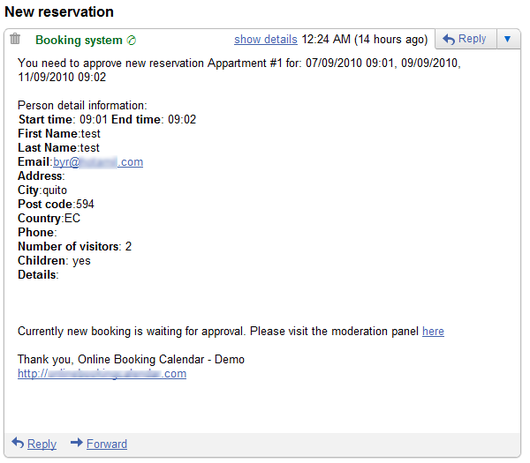 New reservation
Booking system show details 12:24 AM (14 hours ago) Reply
You need to approve new reservation Appartment #1 for: 07/09/2010 09:01, 09/09/2010,
11/09/2010 09:02
Person detail information:
Start time: 09:01 End time: 09:02
First Name:test
Last Name:test
Email:byr@ .com
Address:
City:quito
Post code:594
Country:EC
Phone:
Number of visitors: 2
Children: yes
Details:
Currently new booking is waiting for approval. Please visit the moderation panel here
Thank you, Online Booking Calendar - Demo
http:// .com
Reply Forward